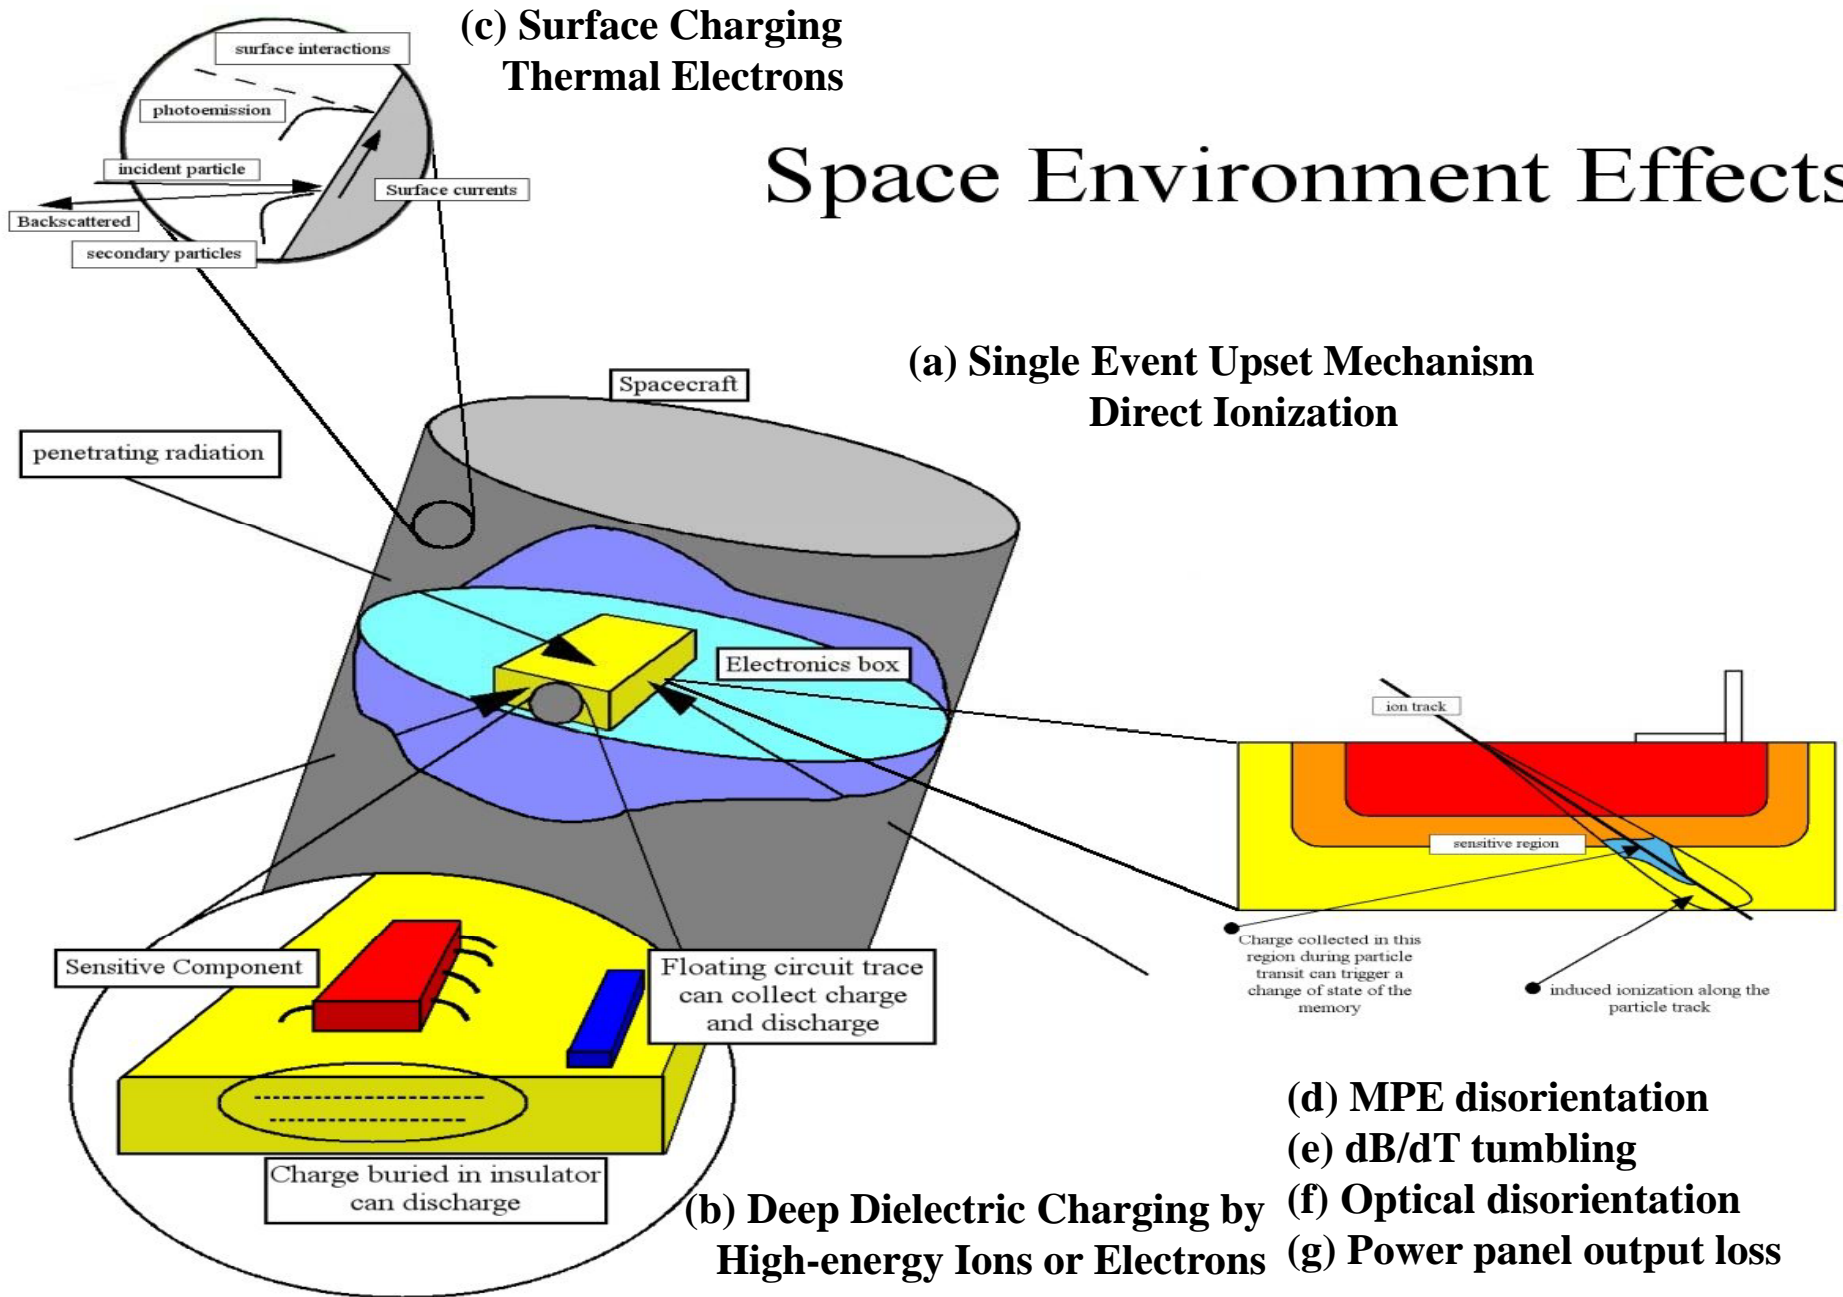 (c) Surface Charging
Thermal Electrons
surface interactions
photoemission
incident particle
Surface currents
Backscattered
secondary particles
Space Environment Effects
(a) Single Event Upset Mechanism
Direct Ionization
Spacecraft
penetrating radiation
Electronics box
ion track
sensitive region
Charge collected in this
region during particle
transit can trigger a
change of state of the
memory
induced ionization along the
particle track
Sensitive Component
Floating circuit trace
can collect charge
and discharge
Charge buried in insulator
can discharge
(b) Deep Dielectric Charging by
High-energy Ions or Electrons
(d) MPE disorientation
(e) dB/dT tumbling
(f) Optical disorientation
(g) Power panel output loss